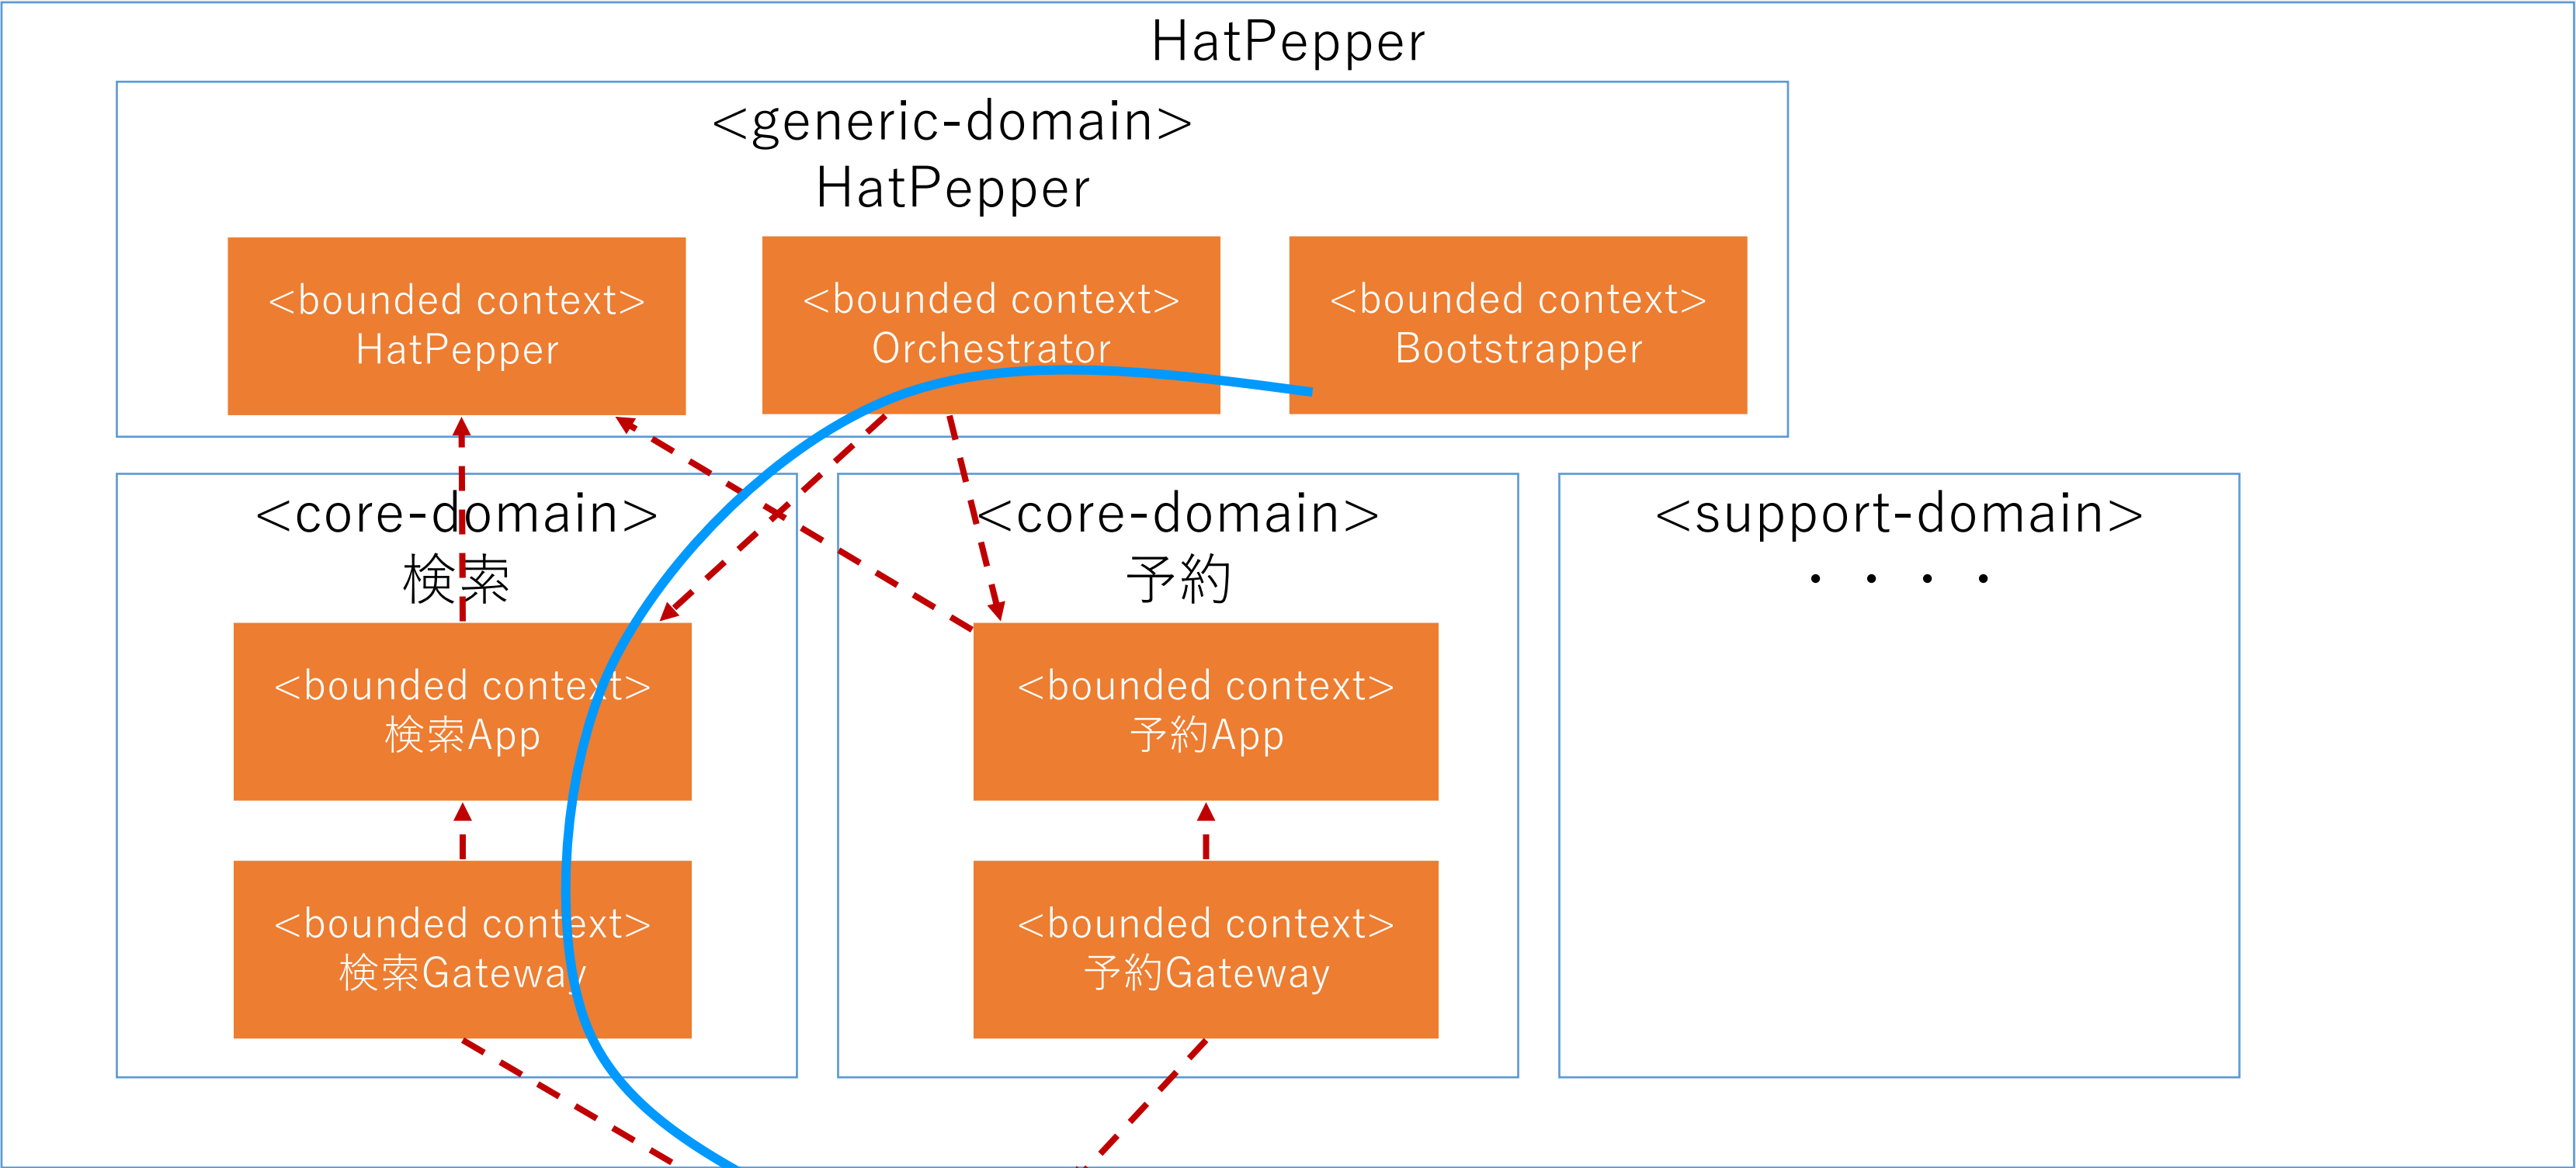 HatPepper
<generic-domain>
HatPepper
<bounded context>
HatPepper
<bounded context>
Orchestrator
<bounded context>
Bootstrapper
<core-domain>
検索
<bounded context>
検索App
<bounded context>
検索Gateway
<core-domain>
予約
<bounded context>
予約App
<bounded context>
予約Gateway
<support-domain>
・・・・